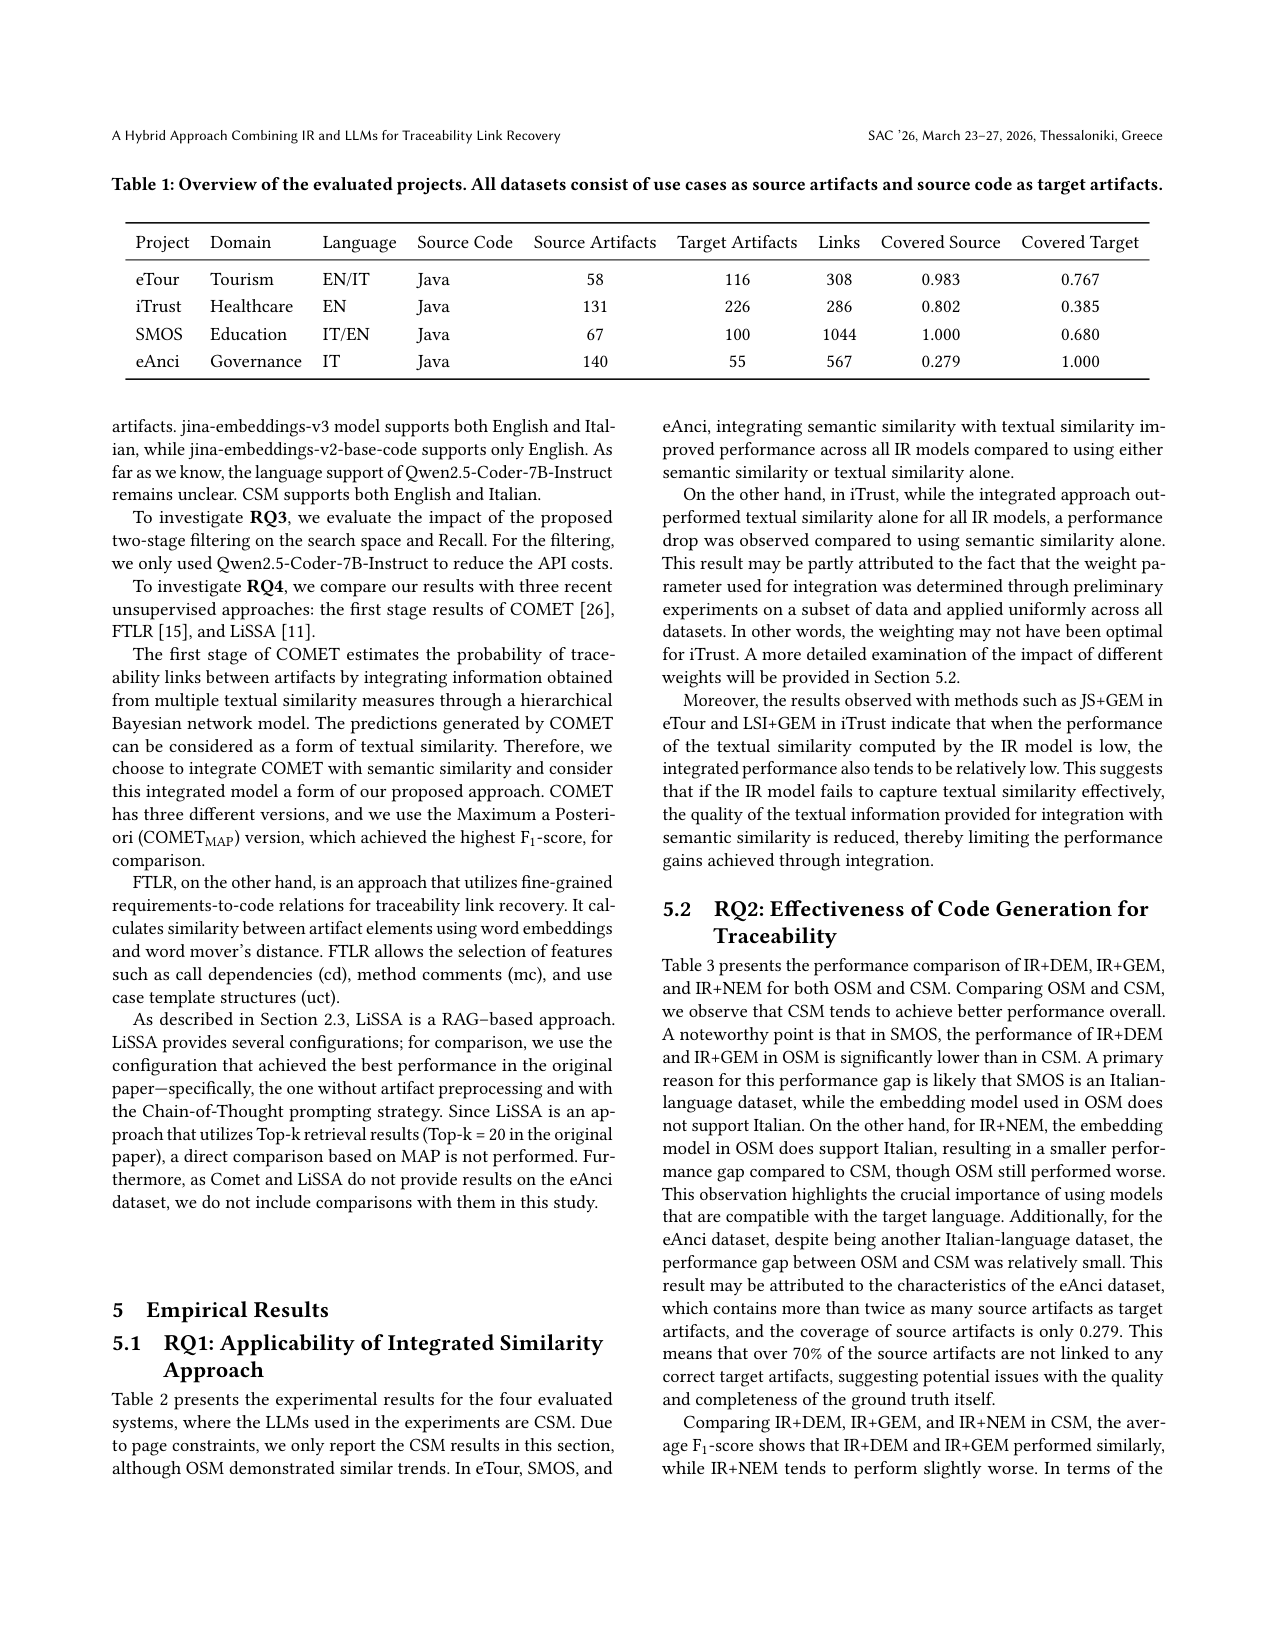 A Hybrid Approach Combining IR and LLMs for Traceability Link Recovery
SAC ’26, March 23–27, 2026, Thessaloniki, Greece
Table 1: Overview of the evaluated projects. All datasets consist of use cases as source artifacts and source code as target artifacts.
Project Domain Language Source Code Source Artifacts Target Artifacts Links Covered Source Covered Target
eTour Tourism EN/IT Java 58 116 308 0.983 0.767
iTrust Healthcare EN Java 131 226 286 0.802 0.385
SMOS Education IT/EN Java 67 100 1044 1.000 0.680
eAnci Governance IT Java 140 55 567 0.279 1.000
artifacts. jina-embeddings-v3 model supports both English and Ital-
ian, while jina-embeddings-v2-base-code supports only English. As
far as we know, the language support of Qwen2.5-Coder-7B-Instruct
remains unclear. CSM supports both English and Italian.
To investigate RQ3, we evaluate the impact of the proposed
two-stage filtering on the search space and Recall. For the filtering,
we only used Qwen2.5-Coder-7B-Instruct to reduce the API costs.
To investigate RQ4, we compare our results with three recent
unsupervised approaches: the first stage results of COMET [26],
FTLR [15], and LiSSA [11].
The first stage of COMET estimates the probability of trace-
ability links between artifacts by integrating information obtained
from multiple textual similarity measures through a hierarchical
Bayesian network model. The predictions generated by COMET
can be considered as a form of textual similarity. Therefore, we
choose to integrate COMET with semantic similarity and consider
this integrated model a form of our proposed approach. COMET
has three different versions, and we use the Maximum a Posteri-
ori (COMETMAP) version, which achieved the highest F1-score, for
comparison.
FTLR, on the other hand, is an approach that utilizes fine-grained
requirements-to-code relations for traceability link recovery. It cal-
culates similarity between artifact elements using word embeddings
and word mover’s distance. FTLR allows the selection of features
such as call dependencies (cd), method comments (mc), and use
case template structures (uct).
As described in Section 2.3, LiSSA is a RAG–based approach.
LiSSA provides several configurations; for comparison, we use the
configuration that achieved the best performance in the original
paper—specifically, the one without artifact preprocessing and with
the Chain-of-Thought prompting strategy. Since LiSSA is an ap-
proach that utilizes Top-k retrieval results (Top-k = 20 in the original
paper), a direct comparison based on MAP is not performed. Fur-
thermore, as Comet and LiSSA do not provide results on the eAnci
dataset, we do not include comparisons with them in this study.
5 Empirical Results
5.1 RQ1: Applicability of Integrated Similarity
Approach
Table 2 presents the experimental results for the four evaluated
systems, where the LLMs used in the experiments are CSM. Due
to page constraints, we only report the CSM results in this section,
although OSM demonstrated similar trends. In eTour, SMOS, and
eAnci, integrating semantic similarity with textual similarity im-
proved performance across all IR models compared to using either
semantic similarity or textual similarity alone.
On the other hand, in iTrust, while the integrated approach out-
performed textual similarity alone for all IR models, a performance
drop was observed compared to using semantic similarity alone.
This result may be partly attributed to the fact that the weight pa-
rameter used for integration was determined through preliminary
experiments on a subset of data and applied uniformly across all
datasets. In other words, the weighting may not have been optimal
for iTrust. A more detailed examination of the impact of different
weights will be provided in Section 5.2.
Moreover, the results observed with methods such as JS+GEM in
eTour and LSI+GEM in iTrust indicate that when the performance
of the textual similarity computed by the IR model is low, the
integrated performance also tends to be relatively low. This suggests
that if the IR model fails to capture textual similarity effectively,
the quality of the textual information provided for integration with
semantic similarity is reduced, thereby limiting the performance
gains achieved through integration.
5.2 RQ2: Effectiveness of Code Generation for
Traceability
Table 3 presents the performance comparison of IR+DEM, IR+GEM,
and IR+NEM for both OSM and CSM. Comparing OSM and CSM,
we observe that CSM tends to achieve better performance overall.
A noteworthy point is that in SMOS, the performance of IR+DEM
and IR+GEM in OSM is significantly lower than in CSM. A primary
reason for this performance gap is likely that SMOS is an Italian-
language dataset, while the embedding model used in OSM does
not support Italian. On the other hand, for IR+NEM, the embedding
model in OSM does support Italian, resulting in a smaller perfor-
mance gap compared to CSM, though OSM still performed worse.
This observation highlights the crucial importance of using models
that are compatible with the target language. Additionally, for the
eAnci dataset, despite being another Italian-language dataset, the
performance gap between OSM and CSM was relatively small. This
result may be attributed to the characteristics of the eAnci dataset,
which contains more than twice as many source artifacts as target
artifacts, and the coverage of source artifacts is only 0.279. This
means that over 70% of the source artifacts are not linked to any
correct target artifacts, suggesting potential issues with the quality
and completeness of the ground truth itself.
Comparing IR+DEM, IR+GEM, and IR+NEM in CSM, the aver-
age F1-score shows that IR+DEM and IR+GEM performed similarly,
while IR+NEM tends to perform slightly worse. In terms of the